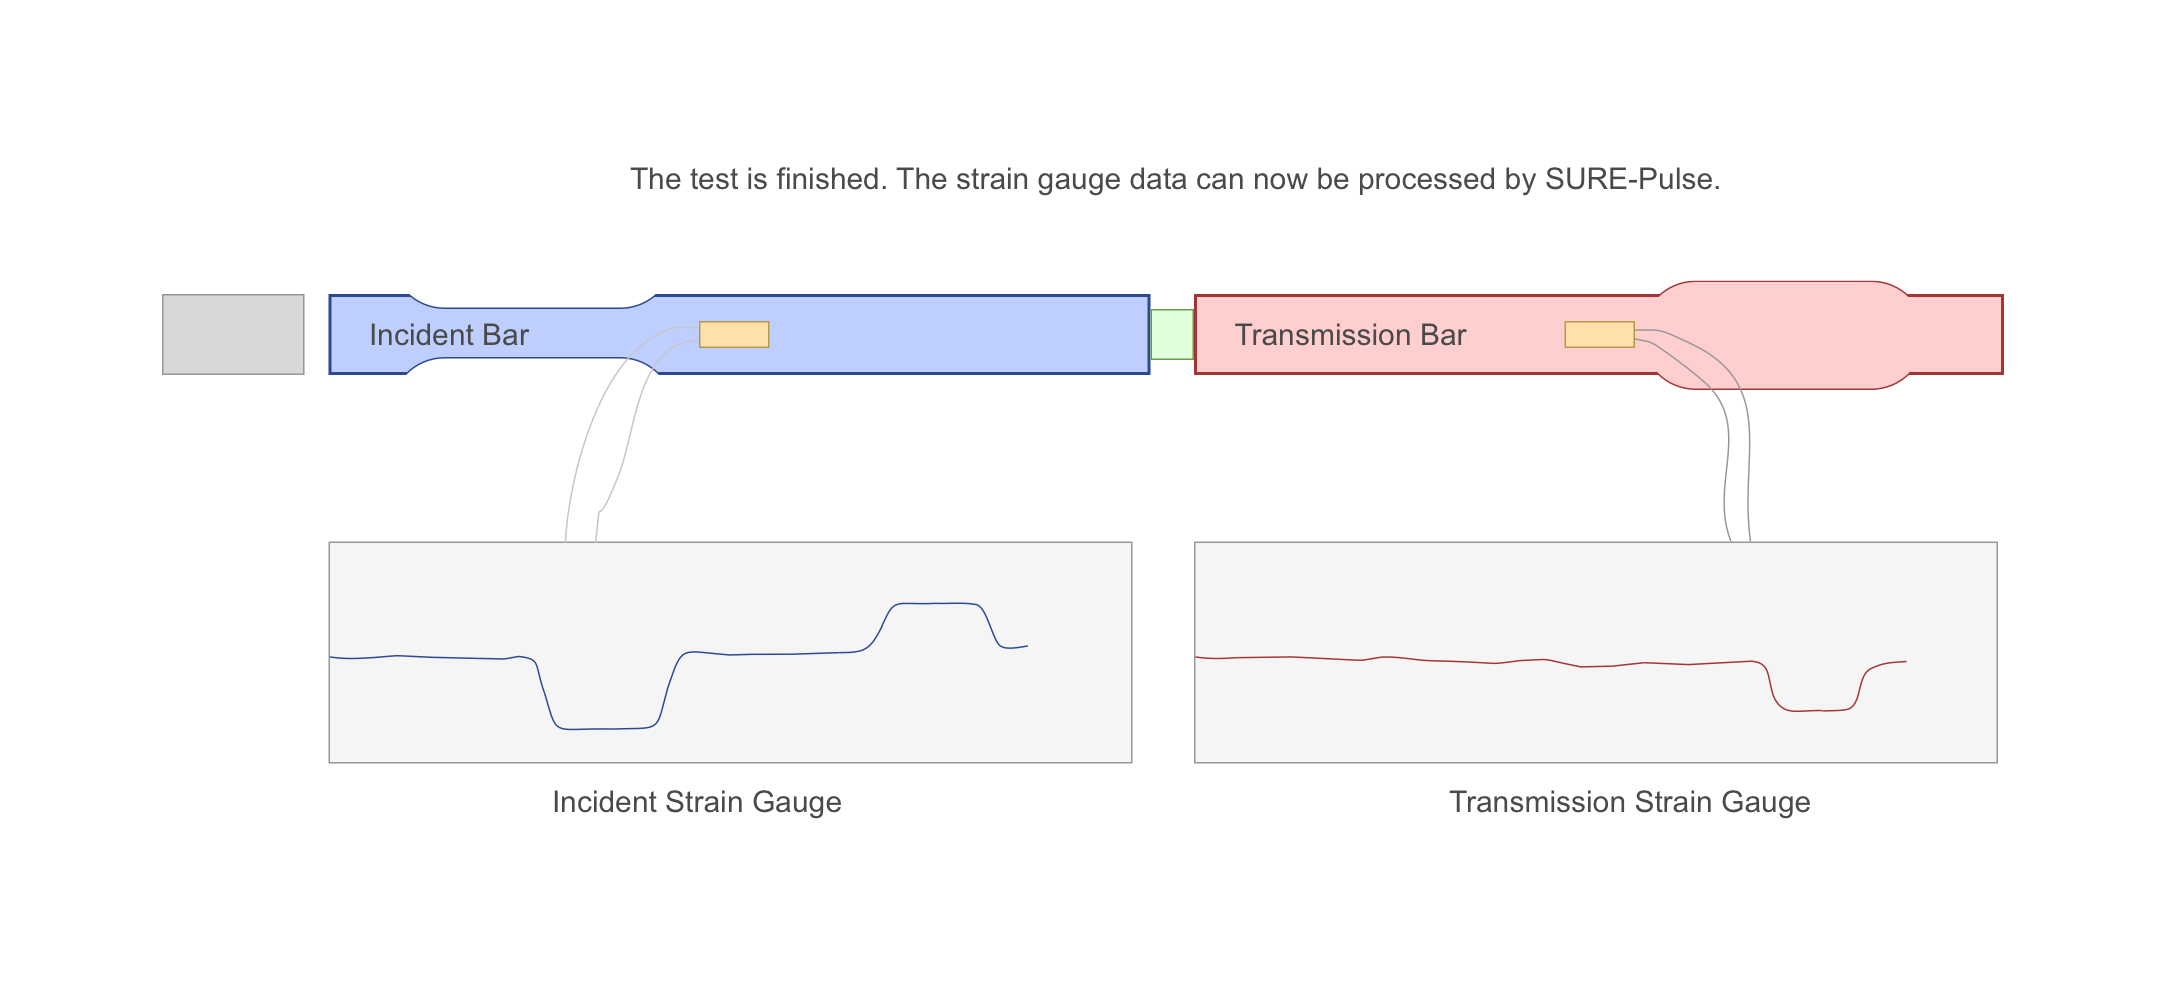 The test is finished. The strain gauge data can now be processed by SURE-Pulse.
Incident Bar
Transmission Bar
Incident Strain Gauge
Transmission Strain Gauge